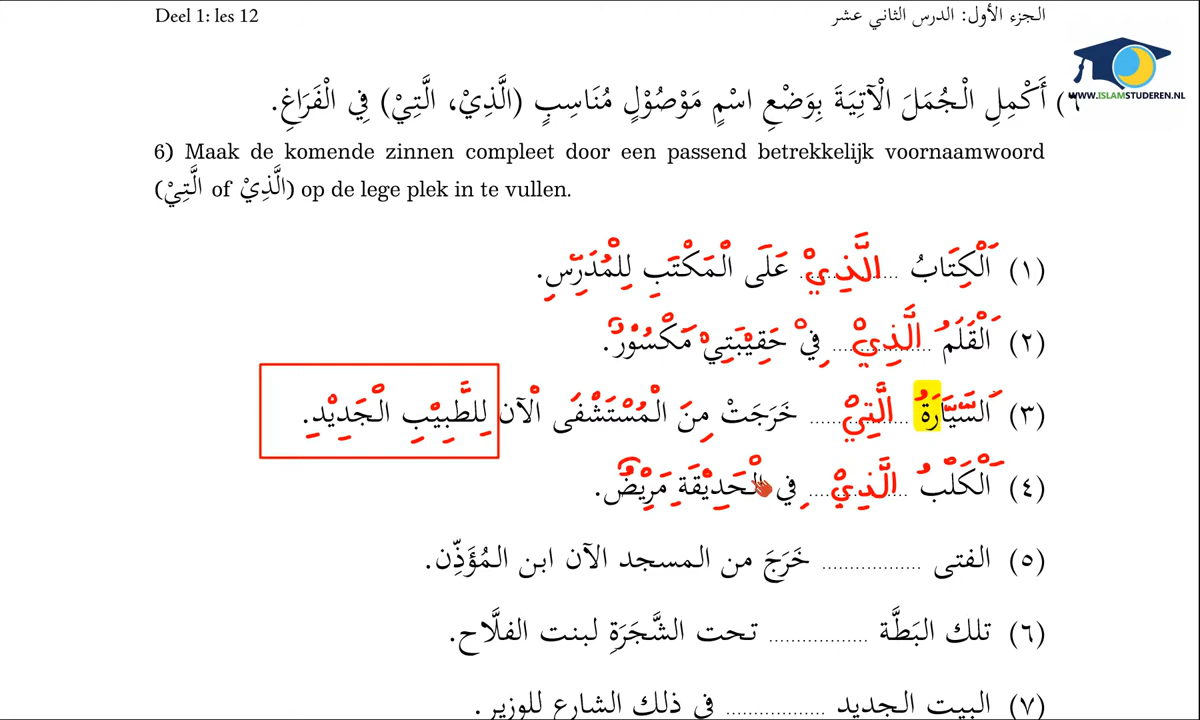 Deel 1: les 12
الجزء الأول: الدرس الثاني عشر
WWW.ISLAMSTUDEREN.NL
٦) أَكْمِلِ الْجُمَلَ الْآتِيَةَ بِوَضْعِ اسْمٍ مَوْصُوْلٍ مُنَاسِبٍ (الَّذِيْ، الَّتِيْ) فِي الْفَرَاغِ.
6) Maak de komende zinnen compleet door een passend betrekkelijk voornaamwoord
(الَّتِيْ of الَّذِيْ) op de lege plek in te vullen.
(١) اَلْكِتَابُ الَّذِيْ عَلَى الْمَكْتَبِ لِلْمُدَرِّسِ.
(٢) اَلْقَلَمُ الَّذِيْ فِيْ حَقِيْبَتِيْ مَكْسُوْرٌ.
(٣) اَلسَّيَّارَةُ الَّتِيْ خَرَجَتْ مِنَ الْمُسْتَشْفَى الْآن لِلطَّبِيْبِ الْجَدِيْدِ.
(٤) اَلْكَلْبُ الَّذِيْ فِي الْحَدِيْقَةِ مَرِيْضٌ.
(٥) الفتى ................. خَرَجَ من المسجد الآن ابن المُؤَذِّن.
(٦) تلك البَطَّة ................. تحت الشَّجَرَةِ لبنت الفلَّاح.
(٧) البيت الجديد ................. في ذلك الشارع للوزير.